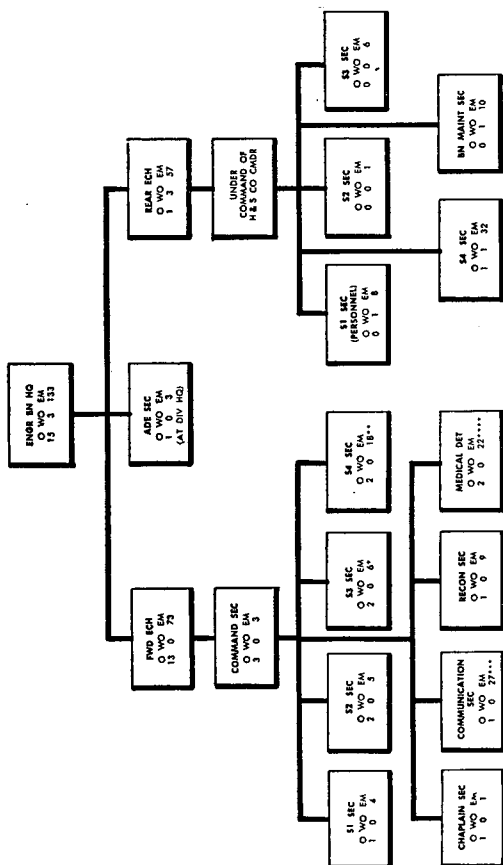 ENGR BN HQ
O WO EM
15 3 133
FWD ECH
O WO EM
13 0 73
ADE SEC
O WO EM
1 0 3
(AT DIV HQ)
REAR ECH
O WO EM
1 3 57
COMMAND SEC
O WO EM
3 0 3
UNDER
COMMAND OF
H & S CO CMDR
S1 SEC
O WO EM
1 0 4
S2 SEC
O WO EM
2 0 5
S3 SEC
O WO EM
2 0 6*
S4 SEC
O WO EM
2 0 18**
S1 SEC
(PERSONNEL)
O WO EM
0 1 8
S2 SEC
O WO EM
0 0 1
S3 SEC
O WO EM
0 0 6
CHAPLAIN SEC
O WO EM
1 0 1
COMMUNICATION
SEC
O WO EM
1 0 27***
RECON SEC
O WO EM
1 0 9
MEDICAL DET
O WO EM
2 0 22****
S4 SEC
O WO EM
1 1 32
BN MAINT SEC
O WO EM
0 1 10